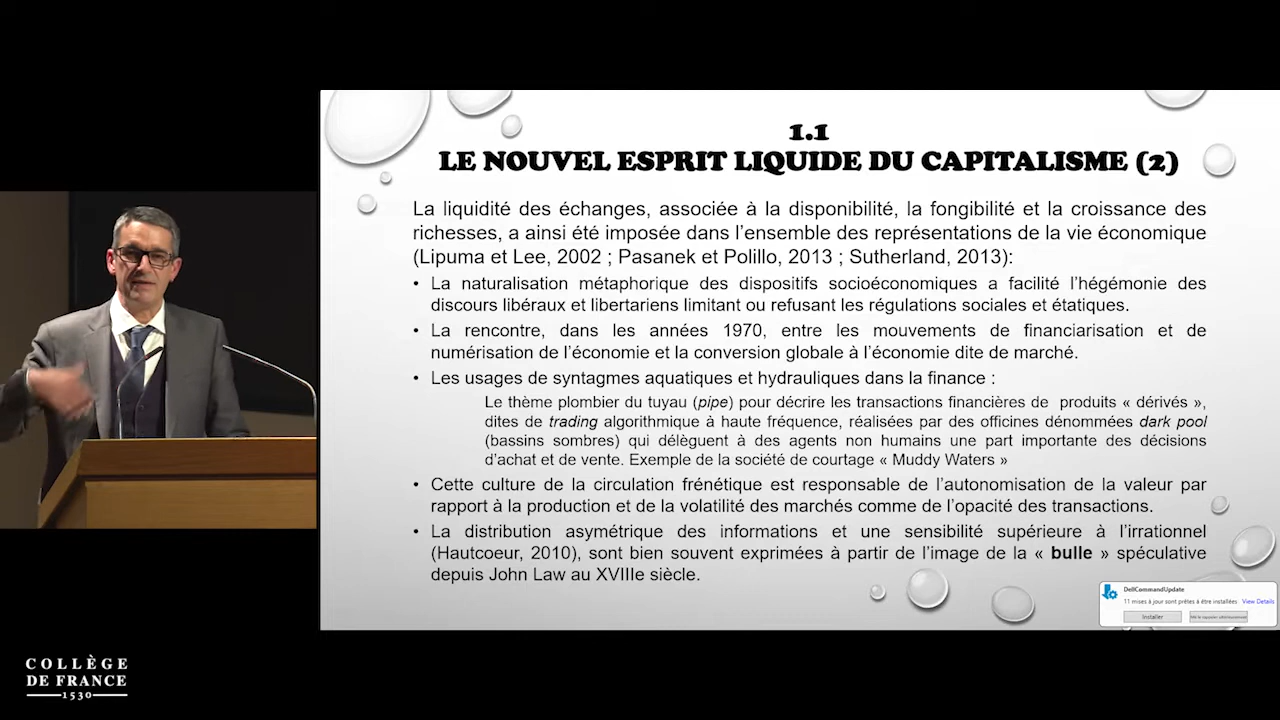 1.1
LE NOUVEL ESPRIT LIQUIDE DU CAPITALISME (2)
La liquidité des échanges, associée à la disponibilité, la fongibilité et la croissance des
richesses, a ainsi été imposée dans l’ensemble des représentations de la vie économique
(Lipuma et Lee, 2002 ; Pasanek et Polillo, 2013 ; Sutherland, 2013):
• La naturalisation métaphorique des dispositifs socioéconomiques a facilité l’hégémonie des
discours libéraux et libertariens limitant ou refusant les régulations sociales et étatiques.
• La rencontre, dans les années 1970, entre les mouvements de financiarisation et de
numérisation de l’économie et la conversion globale à l’économie dite de marché.
• Les usages de syntagmes aquatiques et hydrauliques dans la finance :
Le thème plombier du tuyau (pipe) pour décrire les transactions financières de produits « dérivés »,
dites de trading algorithmique à haute fréquence, réalisées par des officines dénommées dark pool
(bassins sombres) qui délèguent à des agents non humains une part importante des décisions
d’achat et de vente. Exemple de la société de courtage « Muddy Waters »
• Cette culture de la circulation frénétique est responsable de l’autonomisation de la valeur par
rapport à la production et de la volatilité des marchés comme de l’opacité des transactions.
• La distribution asymétrique des informations et une sensibilité supérieure à l’irrationnel
(Hautcoeur, 2010), sont bien souvent exprimées à partir de l’image de la « bulle » spéculative
depuis John Law au XVIIIe siècle.
DellCommandUpdate
11 mises à jour sont prêtes à être installées View Details
Installer
COLLÈGE
DE FRANCE
1530